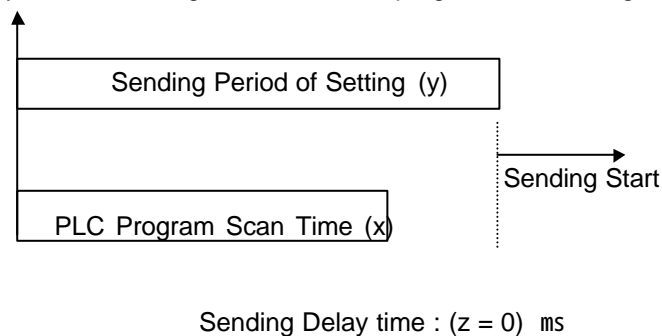 Sending Period of Setting (y)
Sending Start
PLC Program Scan Time (x)
Sending Delay time : (z = 0) ms